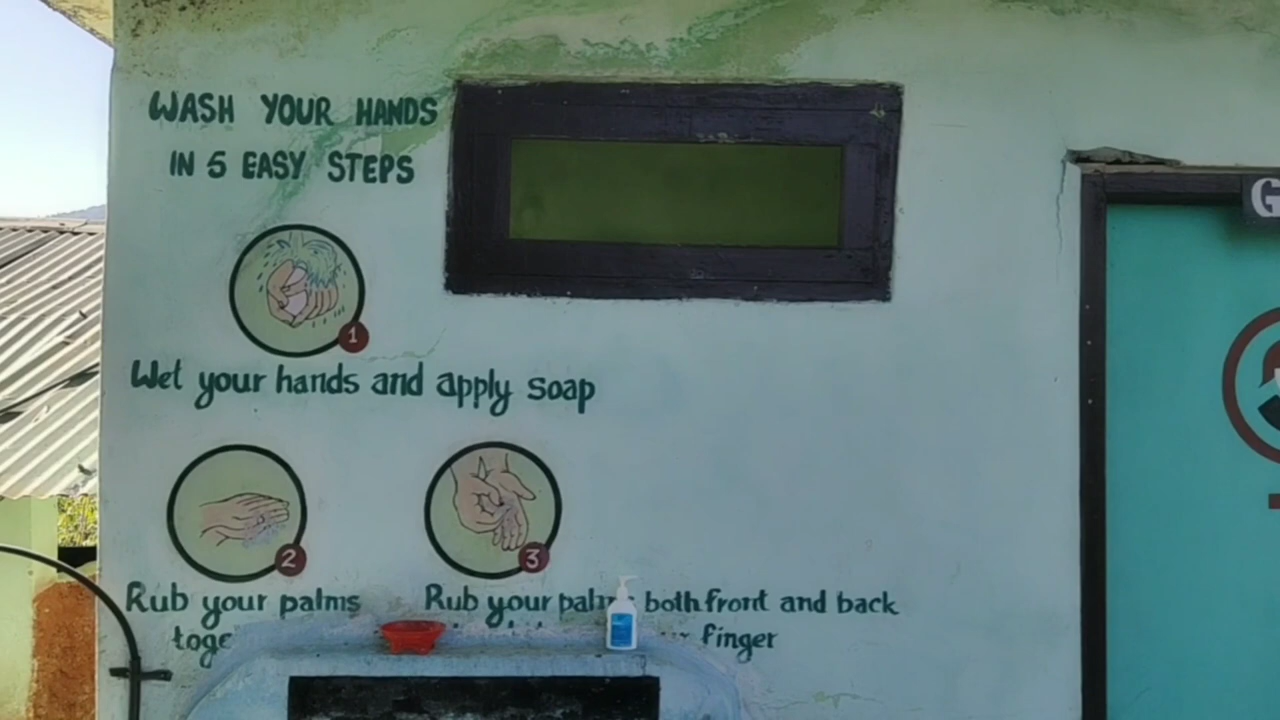 WASH YOUR HANDS
IN 5 EASY STEPS
1
Wet your hands and apply soap
2
3
Rub your palms
Rub your palms both front and back
finger
G